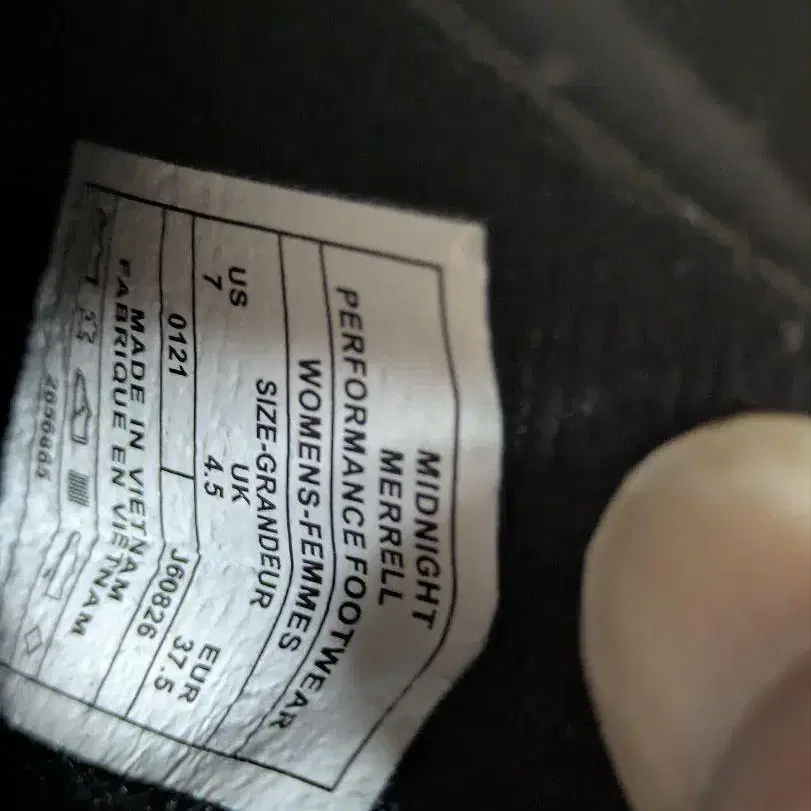 MIDNIGHT
MERRELL
PERFORMANCE FOOTWEAR
WOMENS-FEMMES
SIZE-GRANDEUR
US UK EUR
7 4.5 37.5
0121 J60826
MADE IN VIETNAM
FABRIQUE EN VIETNAM